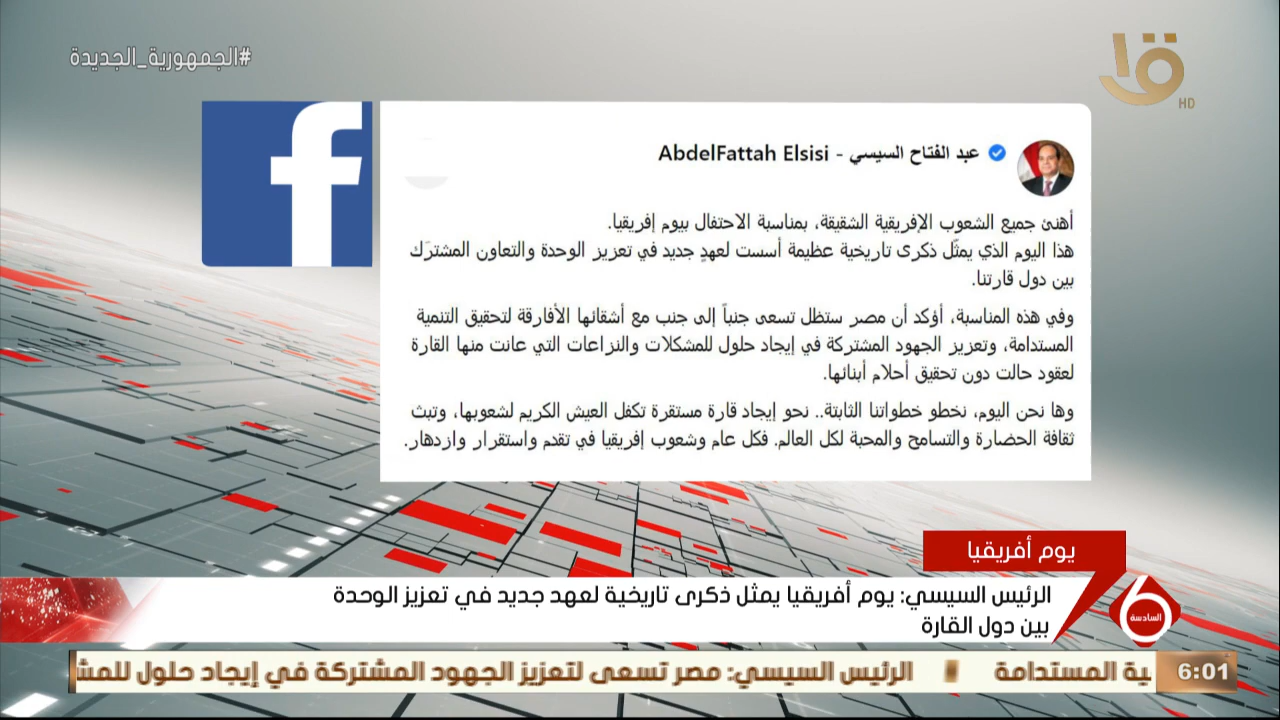 #الجمهورية_الجديدة
HD
عبد الفتاح السيسي - AbdelFattah Elsisi
أهنئ جميع الشعوب الإفريقية الشقيقة، بمناسبة الاحتفال بيوم إفريقيا.
هذا اليوم الذي يمثّل ذكرى تاريخية عظيمة أسست لعهدٍ جديد في تعزيز الوحدة والتعاون المشترَك
بين دول قارتنا.
وفي هذه المناسبة، أؤكد أن مصر ستظل تسعى جنباً إلى جنب مع أشقائها الأفارقة لتحقيق التنمية
المستدامة، وتعزيز الجهود المشتركة في إيجاد حلول للمشكلات والنزاعات التي عانت منها القارة
لعقود حالت دون تحقيق أحلام أبنائها.
وها نحن اليوم، نخطو خطواتنا الثابتة.. نحو إيجاد قارة مستقرة تكفل العيش الكريم لشعوبها، وتبث
ثقافة الحضارة والتسامح والمحبة لكل العالم. فكل عام وشعوب إفريقيا في تقدم واستقرار وازدهار.
يوم أفريقيا
الرئيس السيسي: يوم أفريقيا يمثل ذكرى تاريخية لعهد جديد في تعزيز الوحدة
بين دول القارة
السادسة
6:01
ية المستدامة
الرئيس السيسي: مصر تسعى لتعزيز الجهود المشتركة في إيجاد حلول للمش